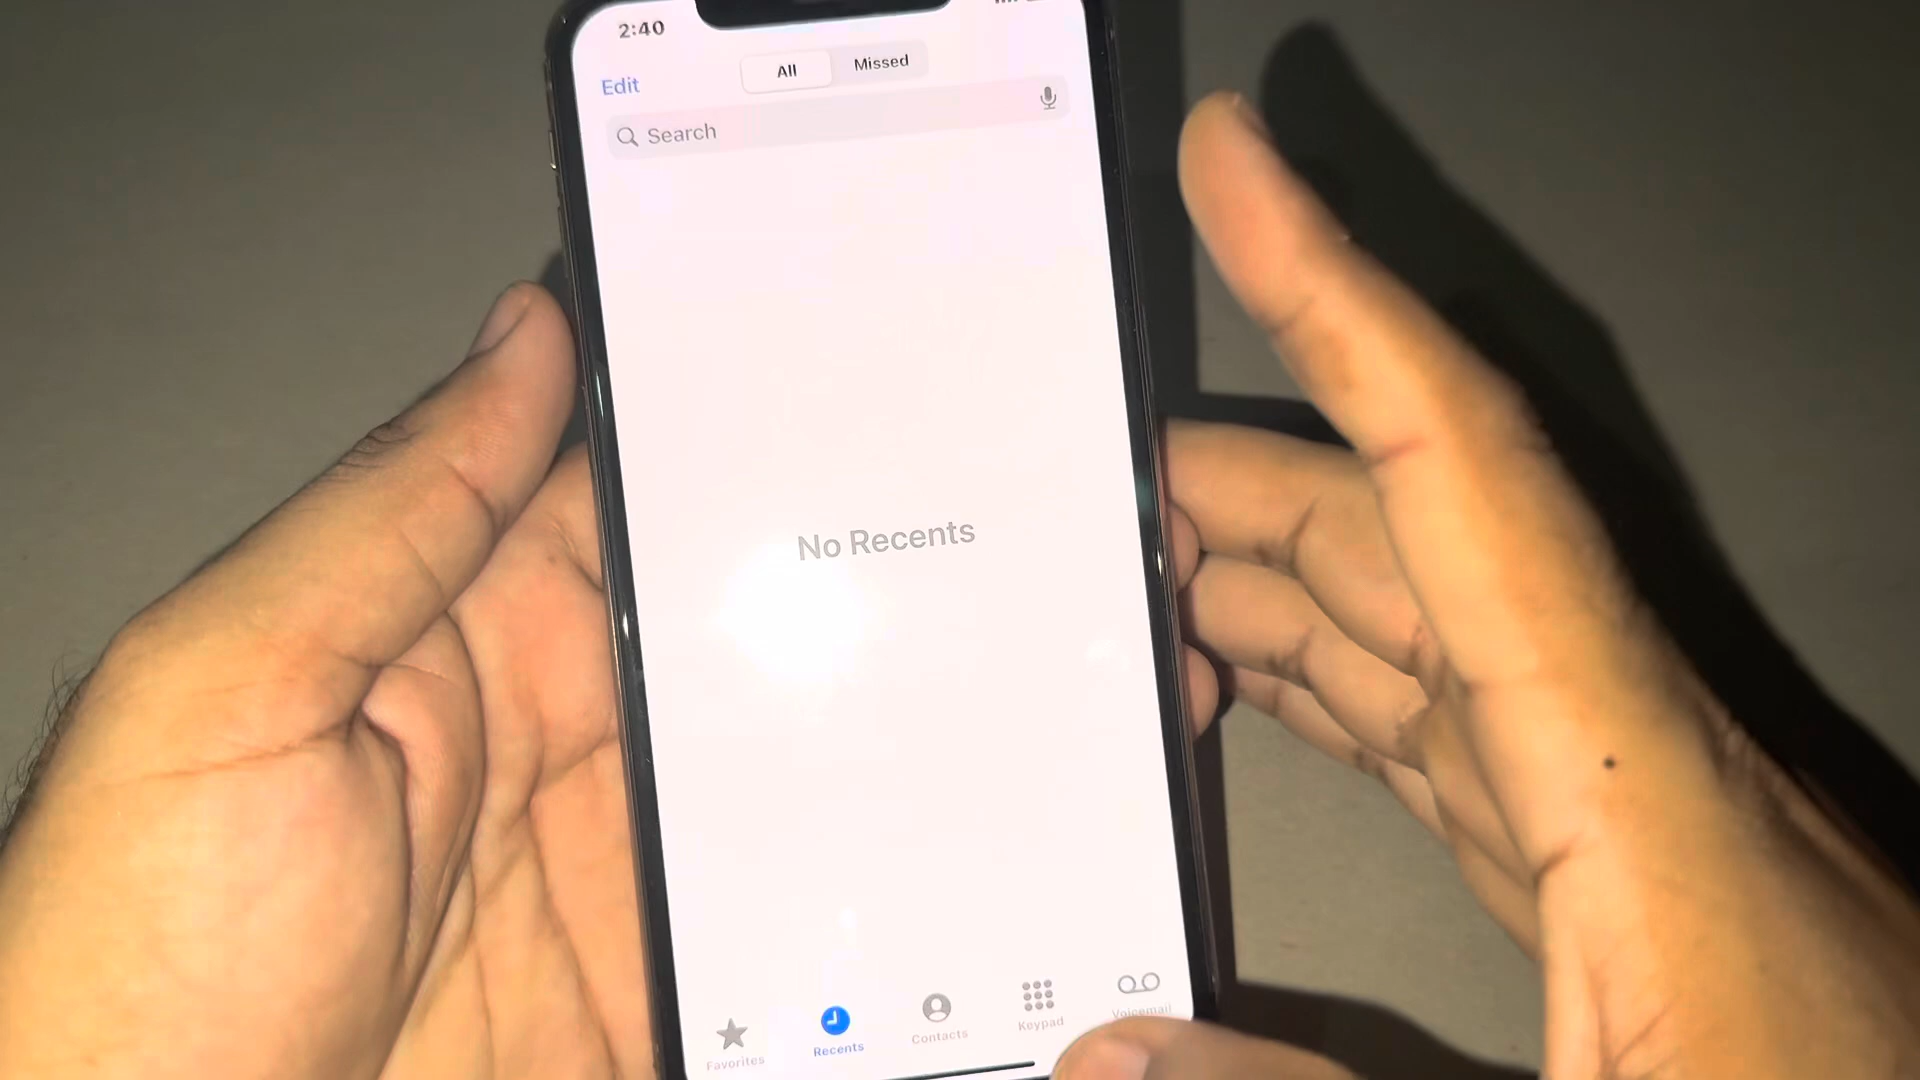 2:40
Edit
All
Missed
Search
No Recents
Favorites
Recents
Contacts
Keypad
Voicemail